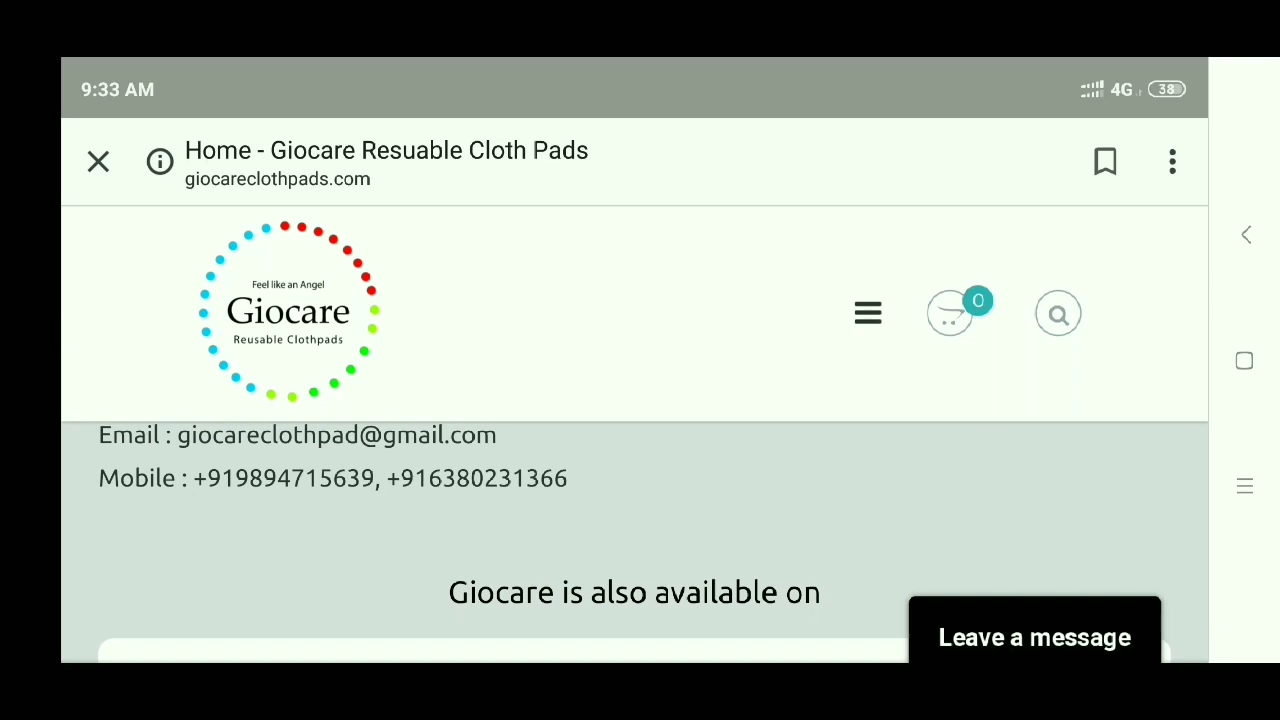 9:33 AM
4G
38
Home - Giocare Resuable Cloth Pads
giocareclothpads.com
Feel like an Angel
Giocare
Reusable Clothpads
0
Email : giocareclothpad@gmail.com
Mobile : +919894715639, +916380231366
Giocare is also available on
Leave a message